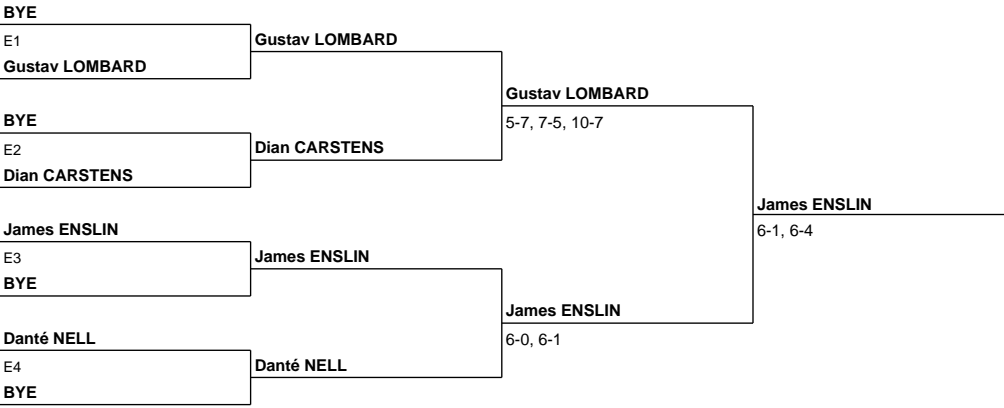 BYE
E1
Gustav LOMBARD
Gustav LOMBARD
BYE
E2
Dian CARSTENS
Dian CARSTENS
Gustav LOMBARD
5-7, 7-5, 10-7
James ENSLIN
E3
BYE
James ENSLIN
Danté NELL
E4
BYE
Danté NELL
James ENSLIN
6-0, 6-1
James ENSLIN
6-1, 6-4